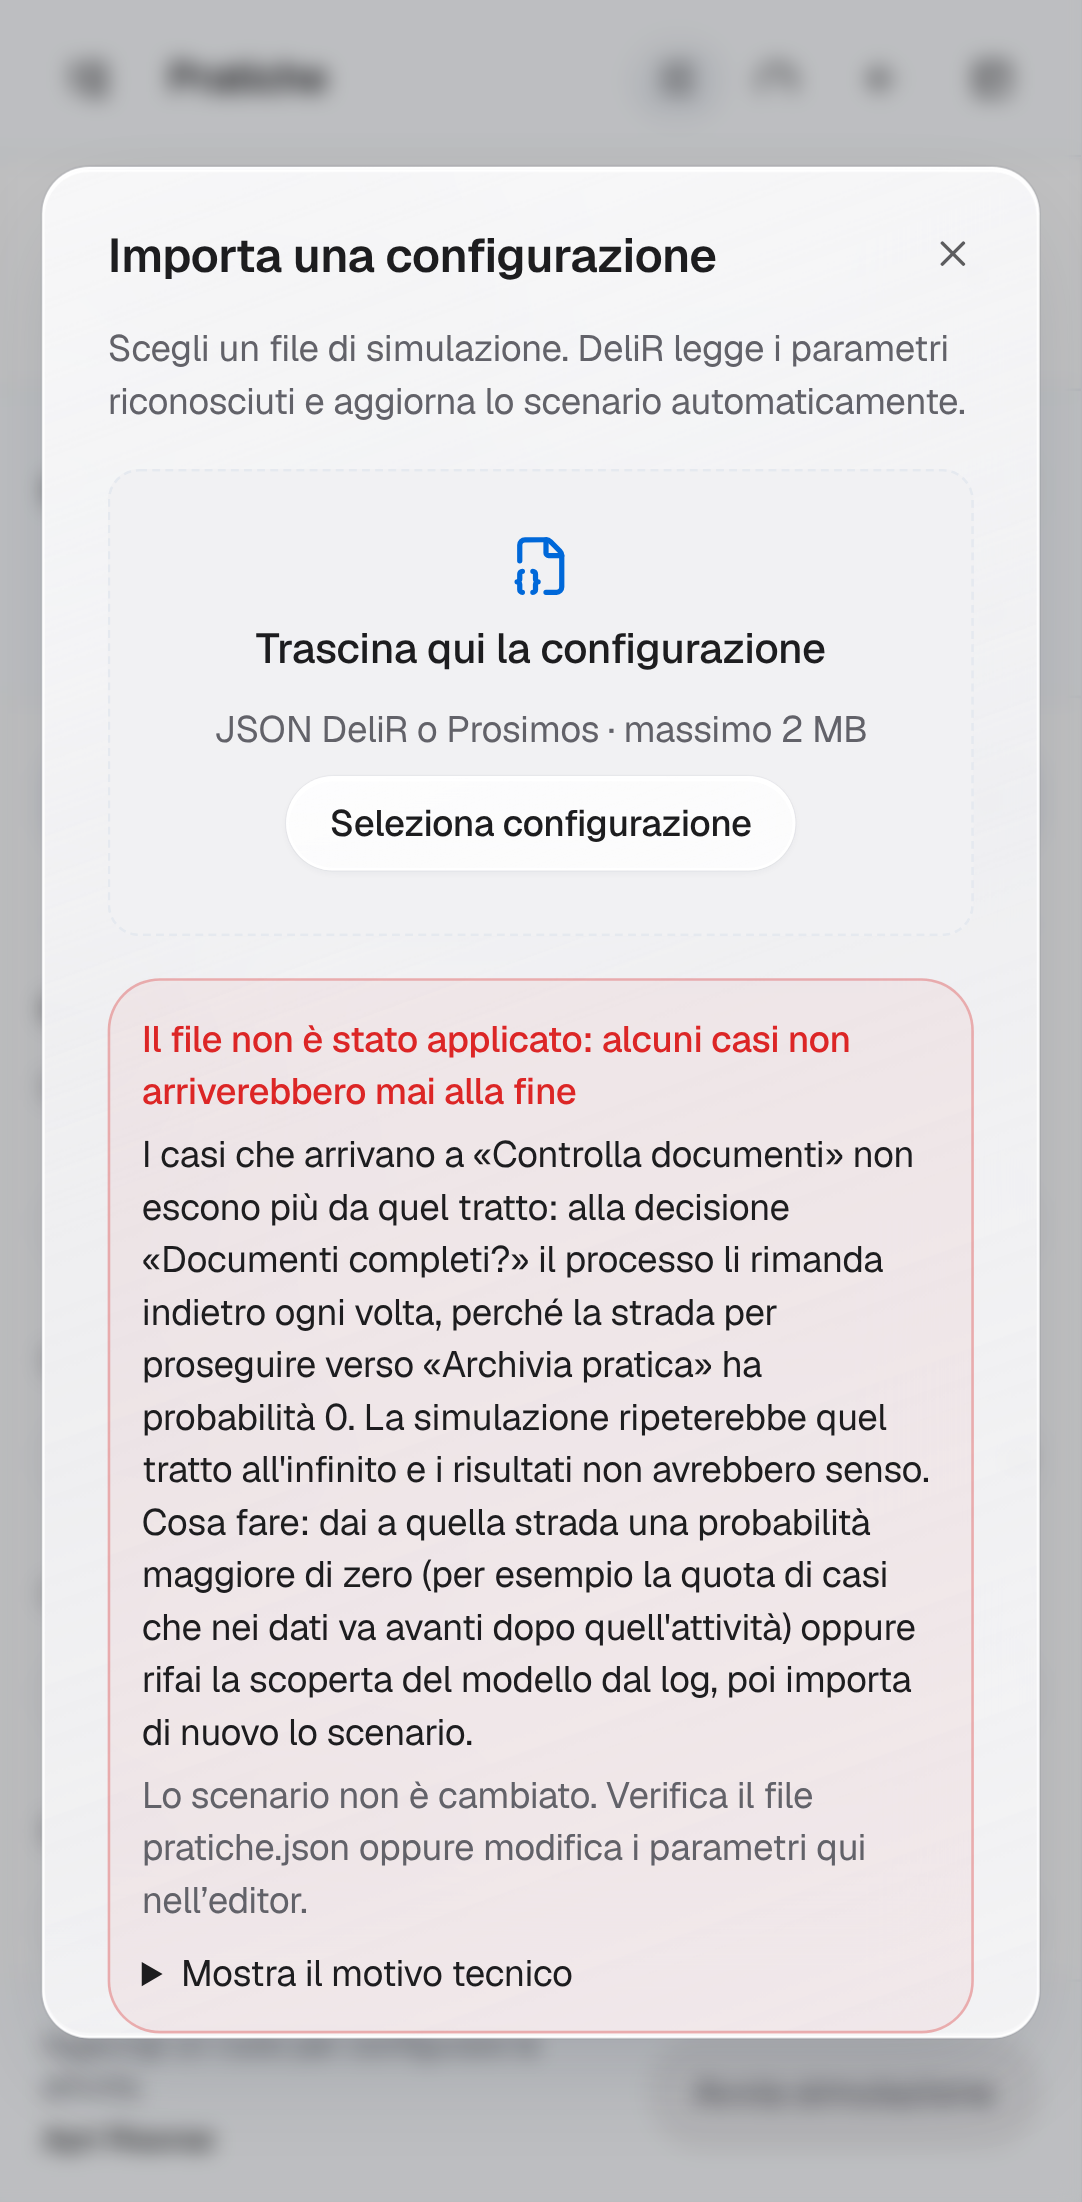 Pratiche
Importa una configurazione
Scegli un file di simulazione. DeliR legge i parametri
riconosciuti e aggiorna lo scenario automaticamente.
Trascina qui la configurazione
JSON DeliR o Prosimos · massimo 2 MB
Seleziona configurazione
Il file non è stato applicato: alcuni casi non
arriverebbero mai alla fine
I casi che arrivano a «Controlla documenti» non
escono più da quel tratto: alla decisione
«Documenti completi?» il processo li rimanda
indietro ogni volta, perché la strada per
proseguire verso «Archivia pratica» ha
probabilità 0. La simulazione ripeterebbe quel
tratto all'infinito e i risultati non avrebbero senso.
Cosa fare: dai a quella strada una probabilità
maggiore di zero (per esempio la quota di casi
che nei dati va avanti dopo quell'attività) oppure
rifai la scoperta del modello dal log, poi importa
di nuovo lo scenario.
Lo scenario non è cambiato. Verifica il file
pratiche.json oppure modifica i parametri qui
nell’editor.
Mostra il motivo tecnico